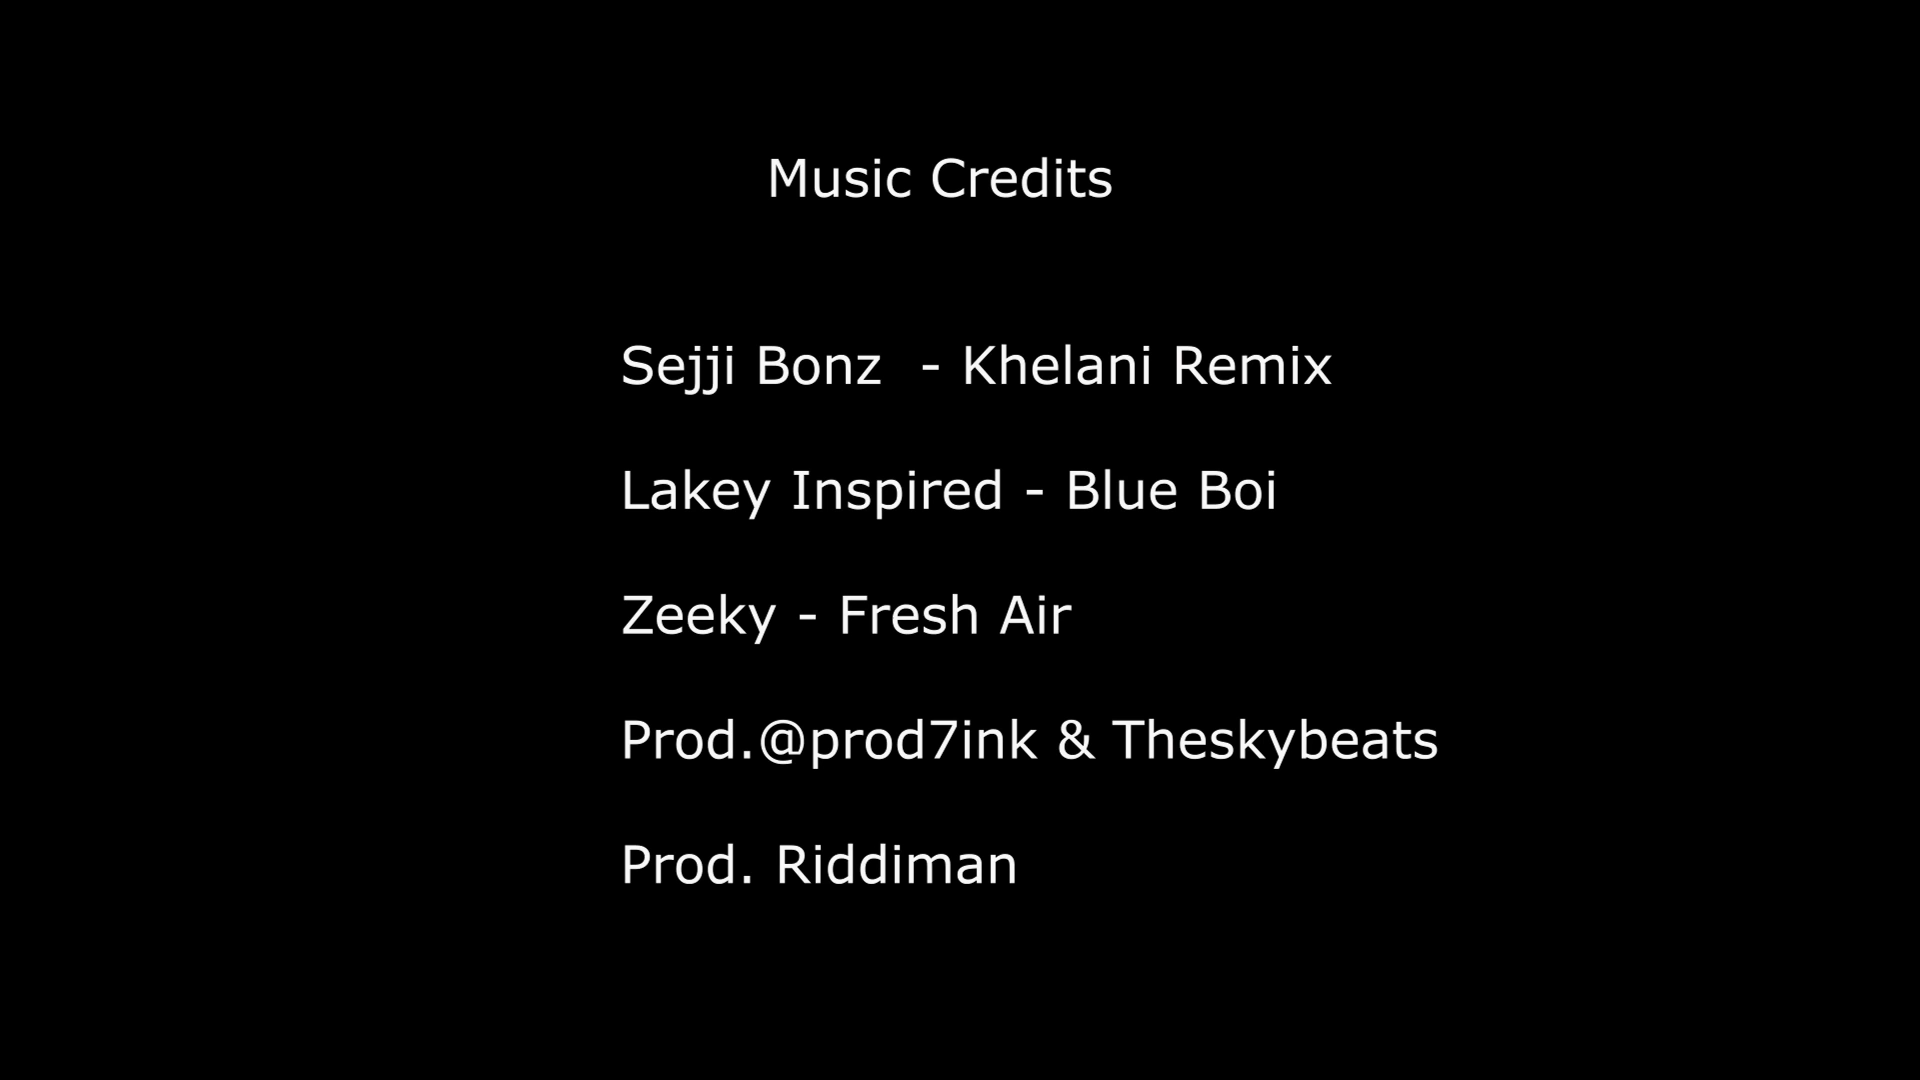 Music Credits
Sejji Bonz  - Khelani Remix
Lakey Inspired - Blue Boi
Zeeky - Fresh Air
Prod.@prod7ink & Theskybeats
Prod. Riddiman